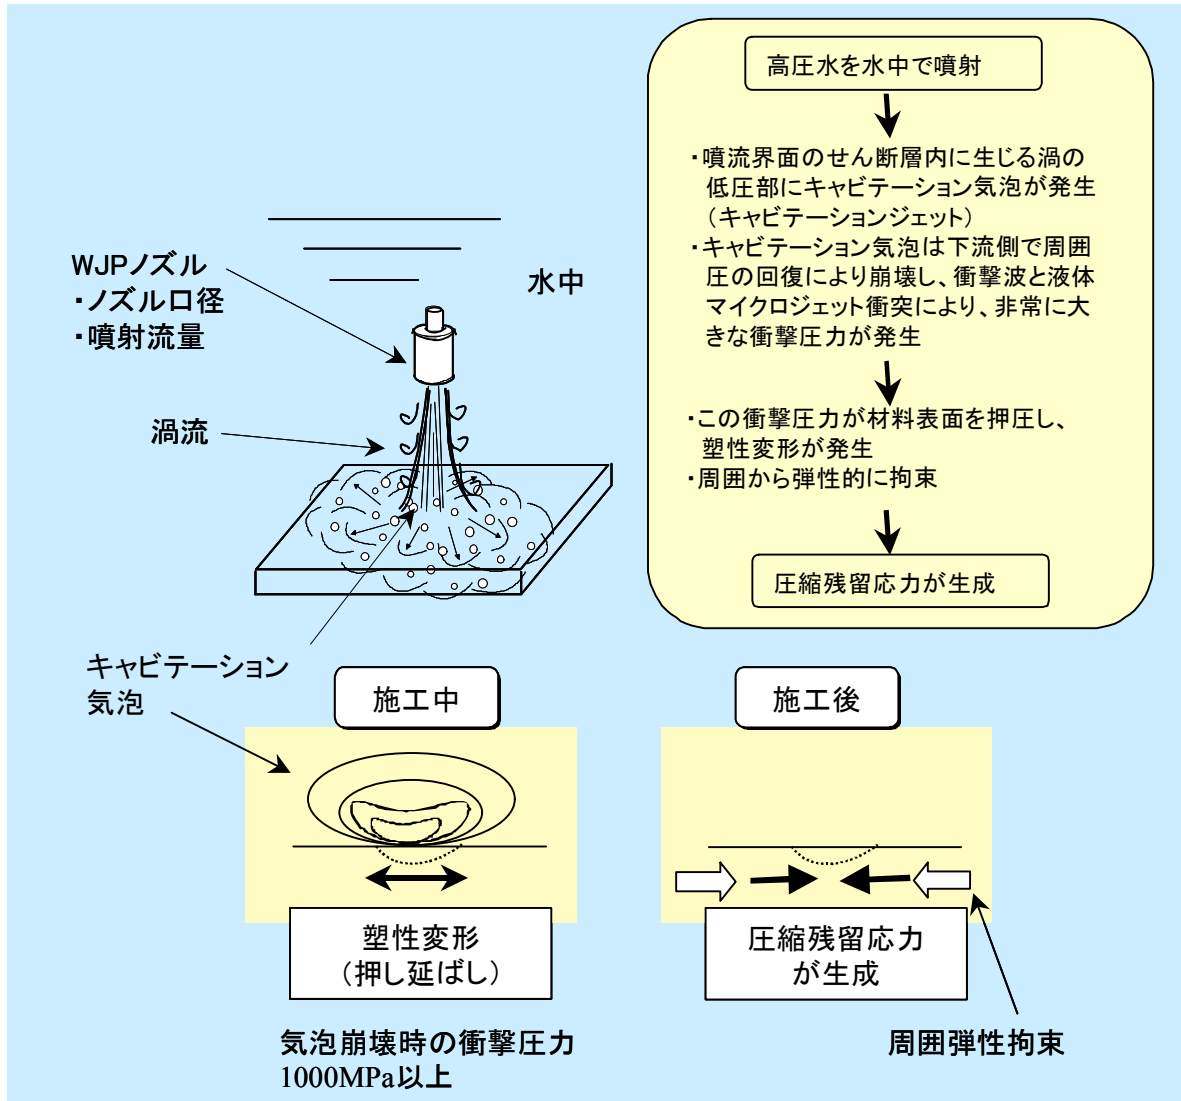 高圧水を水中で噴射
・噴流界面のせん断層内に生じる渦の
低圧部にキャビテーション気泡が発生
（キャビテーションジェット）
・キャビテーション気泡は下流側で周囲
圧の回復により崩壊し、衝撃波と液体
マイクロジェット衝突により、非常に大
きな衝撃圧力が発生
・この衝撃圧力が材料表面を押圧し、
塑性変形が発生
・周囲から弾性的に拘束
圧縮残留応力が生成
WJPノズル
・ノズル口径
・噴射流量
水中
渦流
キャビテーション
気泡
施工中
塑性変形
（押し延ばし）
気泡崩壊時の衝撃圧力
1000MPa以上
施工後
圧縮残留応力
が生成
周囲弾性拘束